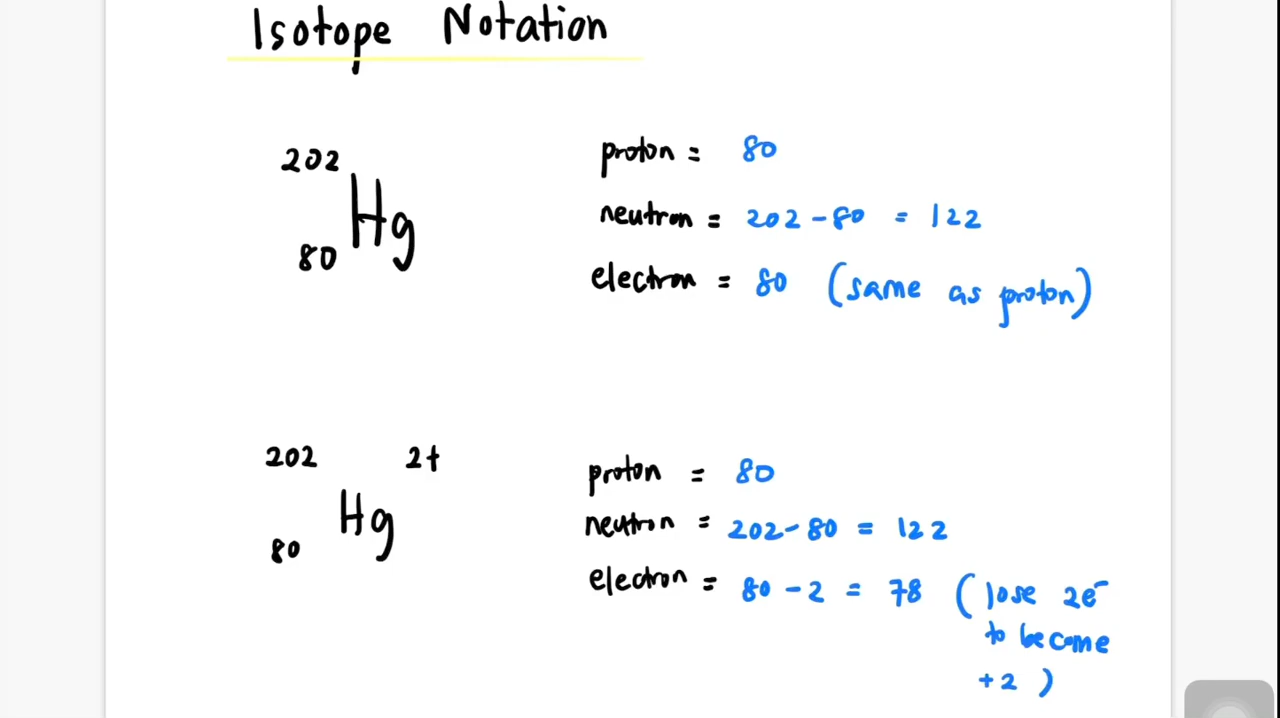 Isotope Notation
202
80 Hg
proton = 80
neutron = 202 - 80 = 122
electron = 80 (same as proton)
202 2+
80 Hg
proton = 80
neutron = 202 - 80 = 122
electron = 80 - 2 = 78 (lose 2e-
to become
+2)